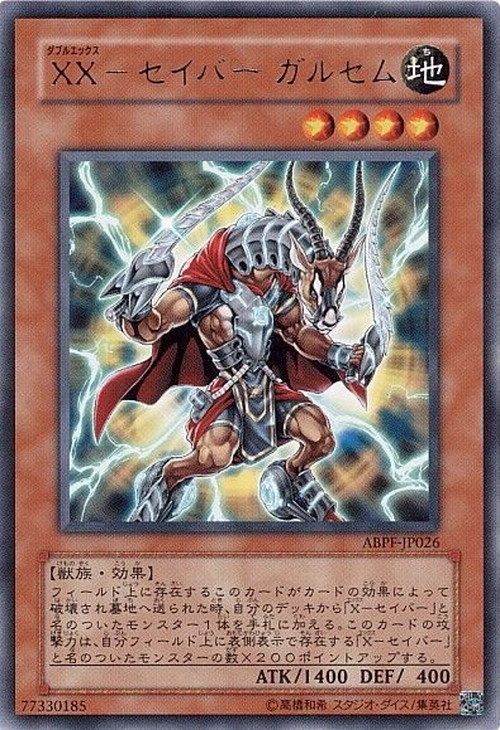 ダブルエックス
XX－セイバー ガルセム
ち
地
ABPF-JP026
【獣族・効果】
フィールド上に存在するこのカードがカードの効果によって
破壊され墓地へ送られた時、自分のデッキから「X－セイバー」と
名のついたモンスター１体を手札に加える。このカードの攻
撃力は、自分フィールド上に表側表示で存在する「X－セイバー」
と名のついたモンスターの数×２００ポイントアップする。
ATK/1400 DEF/ 400
77330185
©高橋和希 スタジオ・ダイス/集英社